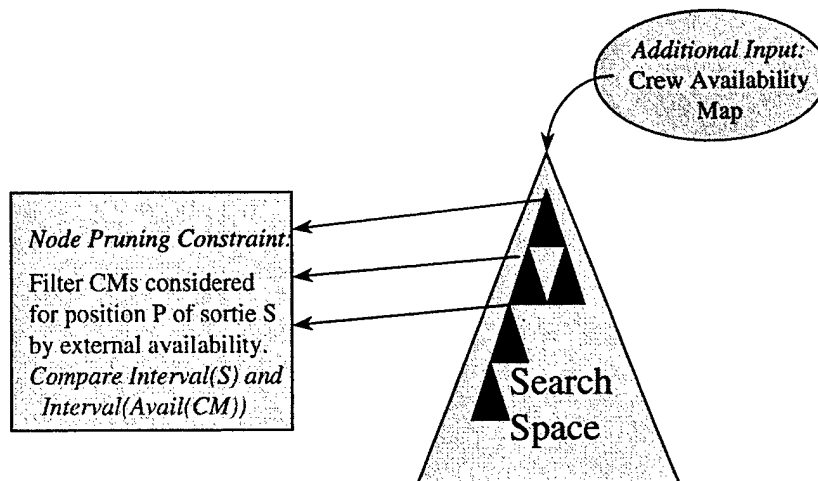 Additional Input:
Crew Availability
Map
Node Pruning Constraint:
Filter CMs considered
for position P of sortie S
by external availability.
Compare Interval(S) and
Interval(Avail(CM))
Search
Space